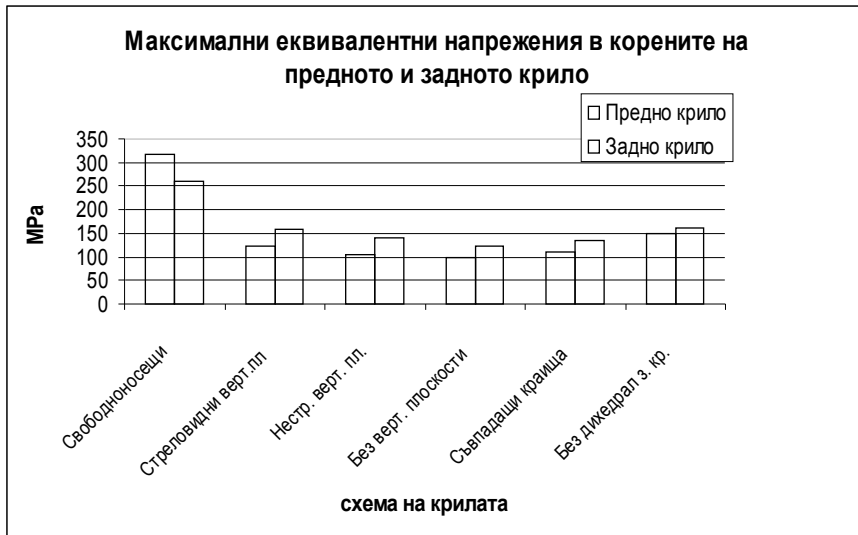 Максимални еквивалентни напрежения в корените на
предното и задното крило
Предно крило
Задно крило
350
300
250
200
150
100
50
0
MPa
Свободноносещи
Стреловидни верт.пл
Нестр. верт. пл.
Без верт. плоскости
Съвпадащи краища
Без дихедрал з. кр.
схема на крилата